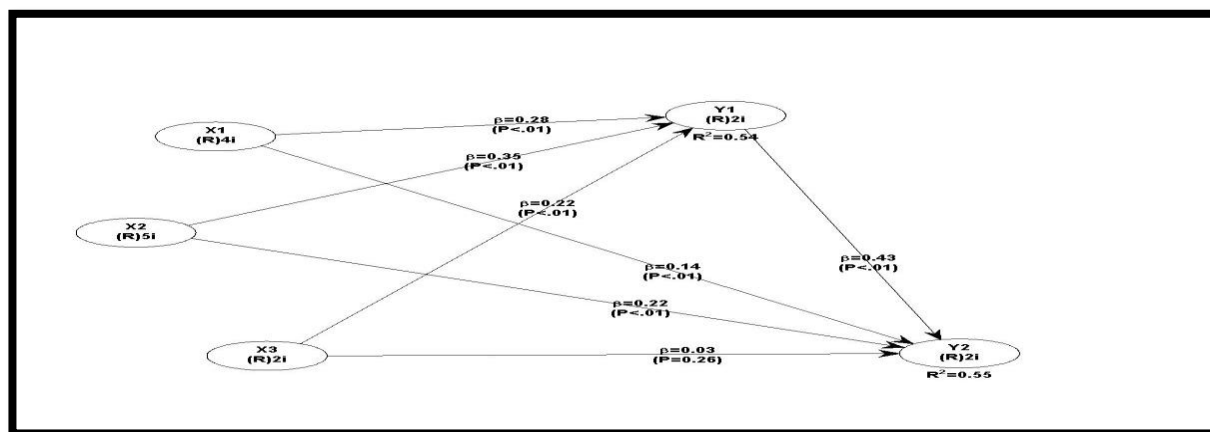 Y1
(R)2i
R²=0.54
X1
(R)4i
β=0.28
(P<.01)
β=0.35
(P<.01)
β=0.22
(P<.01)
X2
(R)5i
β=0.14
(P<.01)
β=0.43
(P<.01)
β=0.22
(P<.01)
X3
(R)2i
β=0.03
(P=0.26)
Y2
(R)2i
R²=0.55